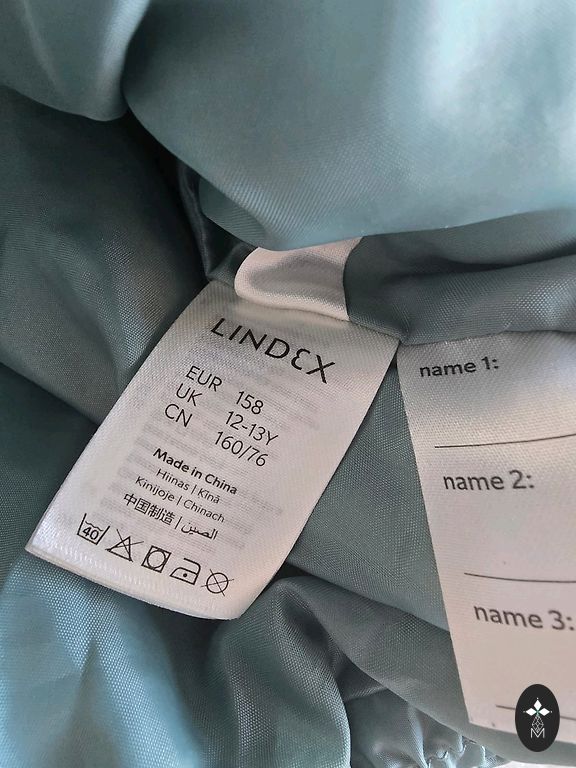 LINDEX
EUR 158
UK 12-13Y
CN 160/76
Made in China
Hiinas | Ķīnā
Kinijoje | Chinach
中国制造 | الصين
40
name 1:
name 2:
name 3:
M